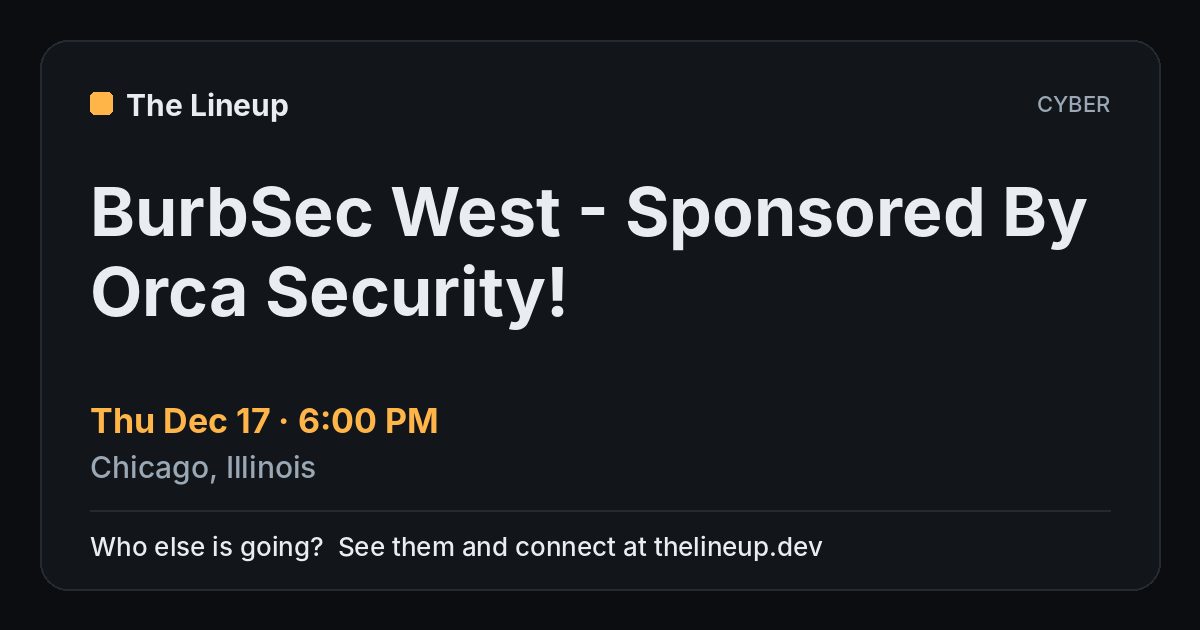 The Lineup
CYBER
BurbSec West - Sponsored By
Orca Security!
Thu Dec 17 · 6:00 PM
Chicago, Illinois
Who else is going? See them and connect at thelineup.dev